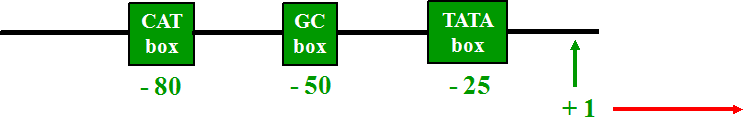 CAT box
GC box
TATA box
- 80
- 50
- 25
+ 1